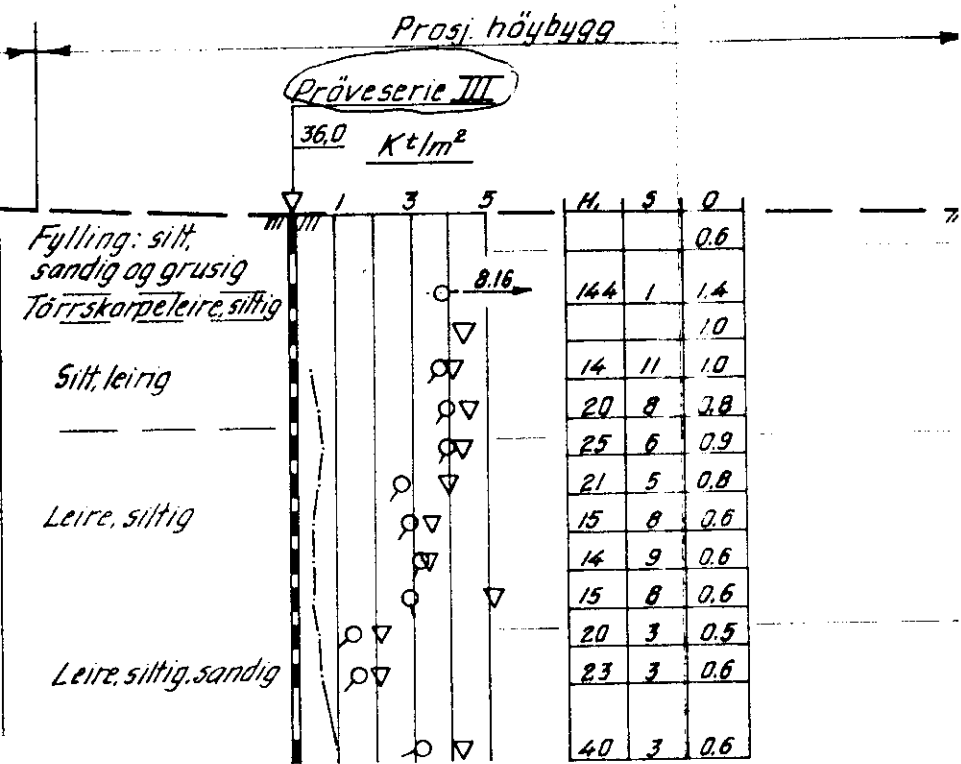 Prosj. höybygg
Pröveserie III
36,0
K t/m²
1 3 5
H, S O
Fylling: silt, 0.6
sandig og grusig
8.16
Törrskorpeleire, siltig 144 1 1.4
1.0
Silt, leirig 14 11 1.0
20 8 0.8
25 6 0.9
21 5 0.8
Leire, siltig 15 8 0.6
14 9 0.6
15 8 0.6
20 3 0.5
Leire, siltig, sandig 23 3 0.6
40 3 0.6